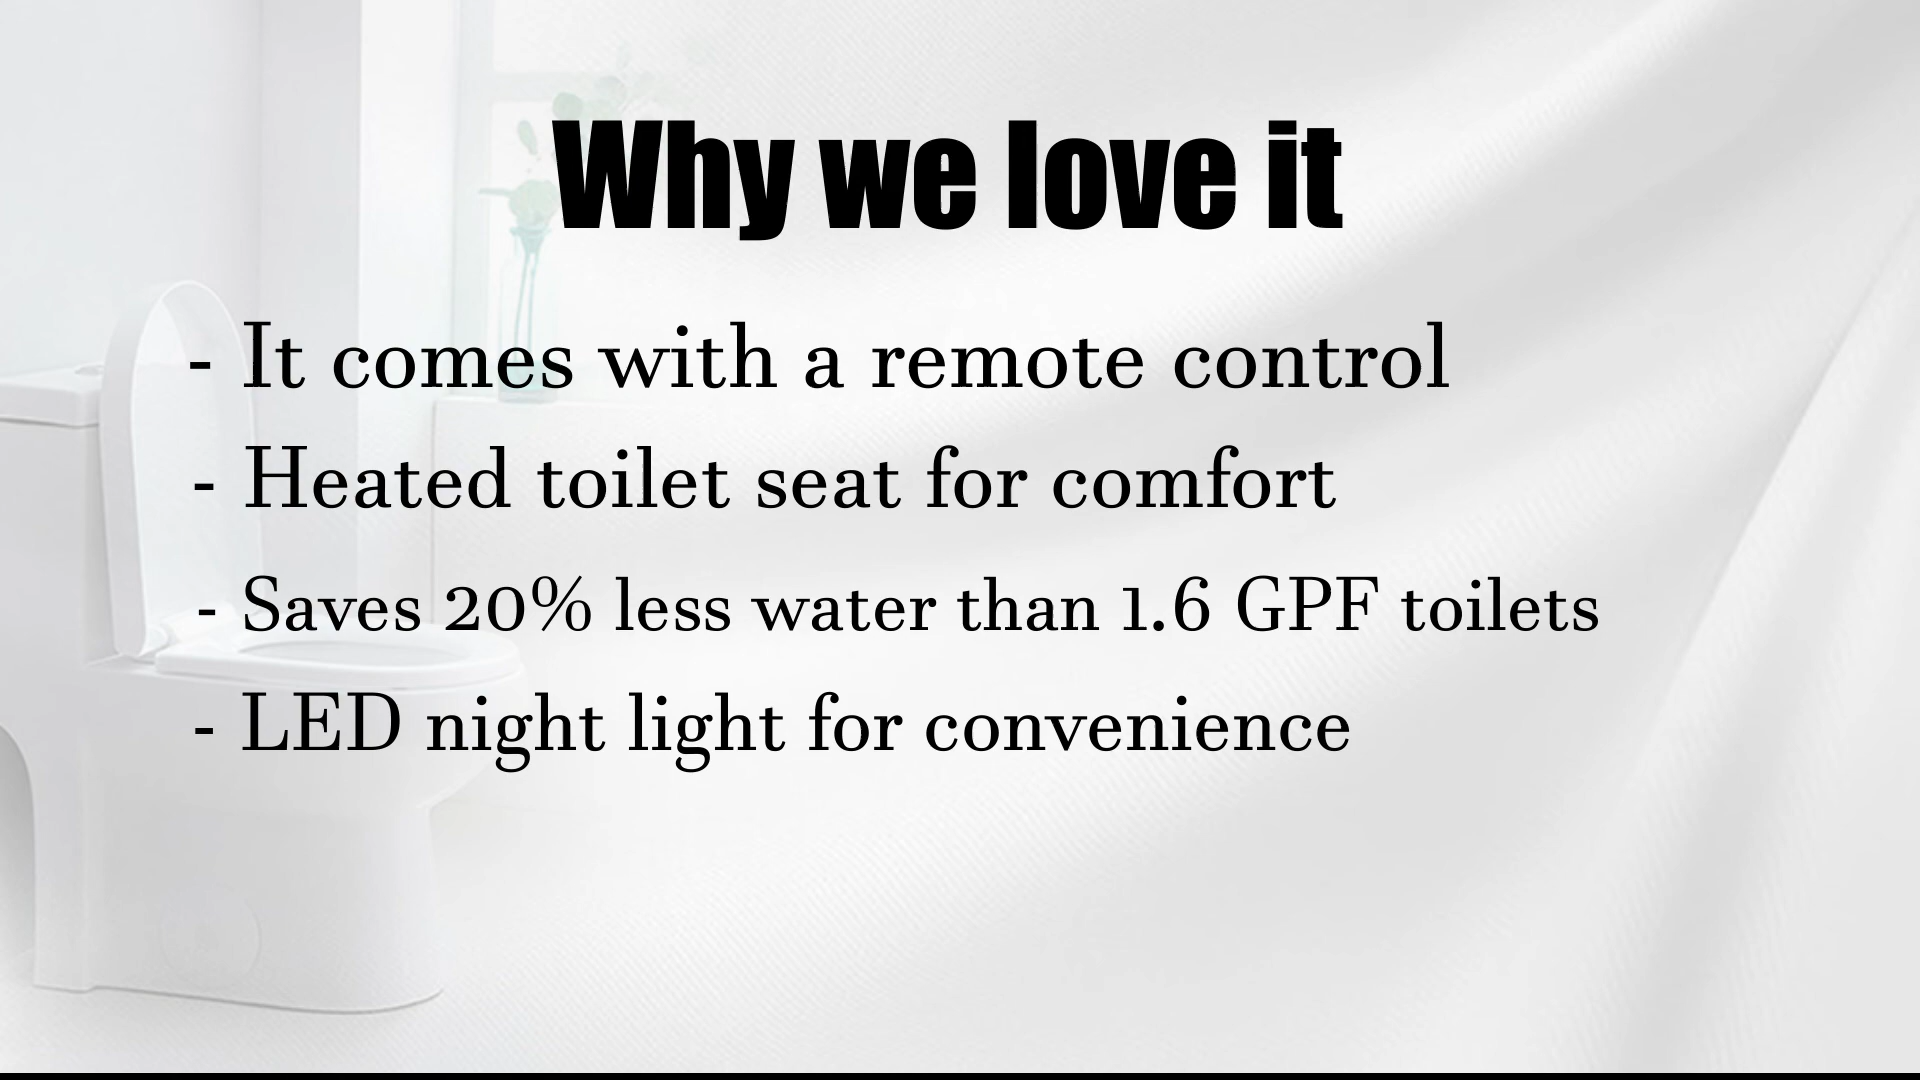 Why we love it
- It comes with a remote control
- Heated toilet seat for comfort
- Saves 20% less water than 1.6 GPF toilets
- LED night light for convenience